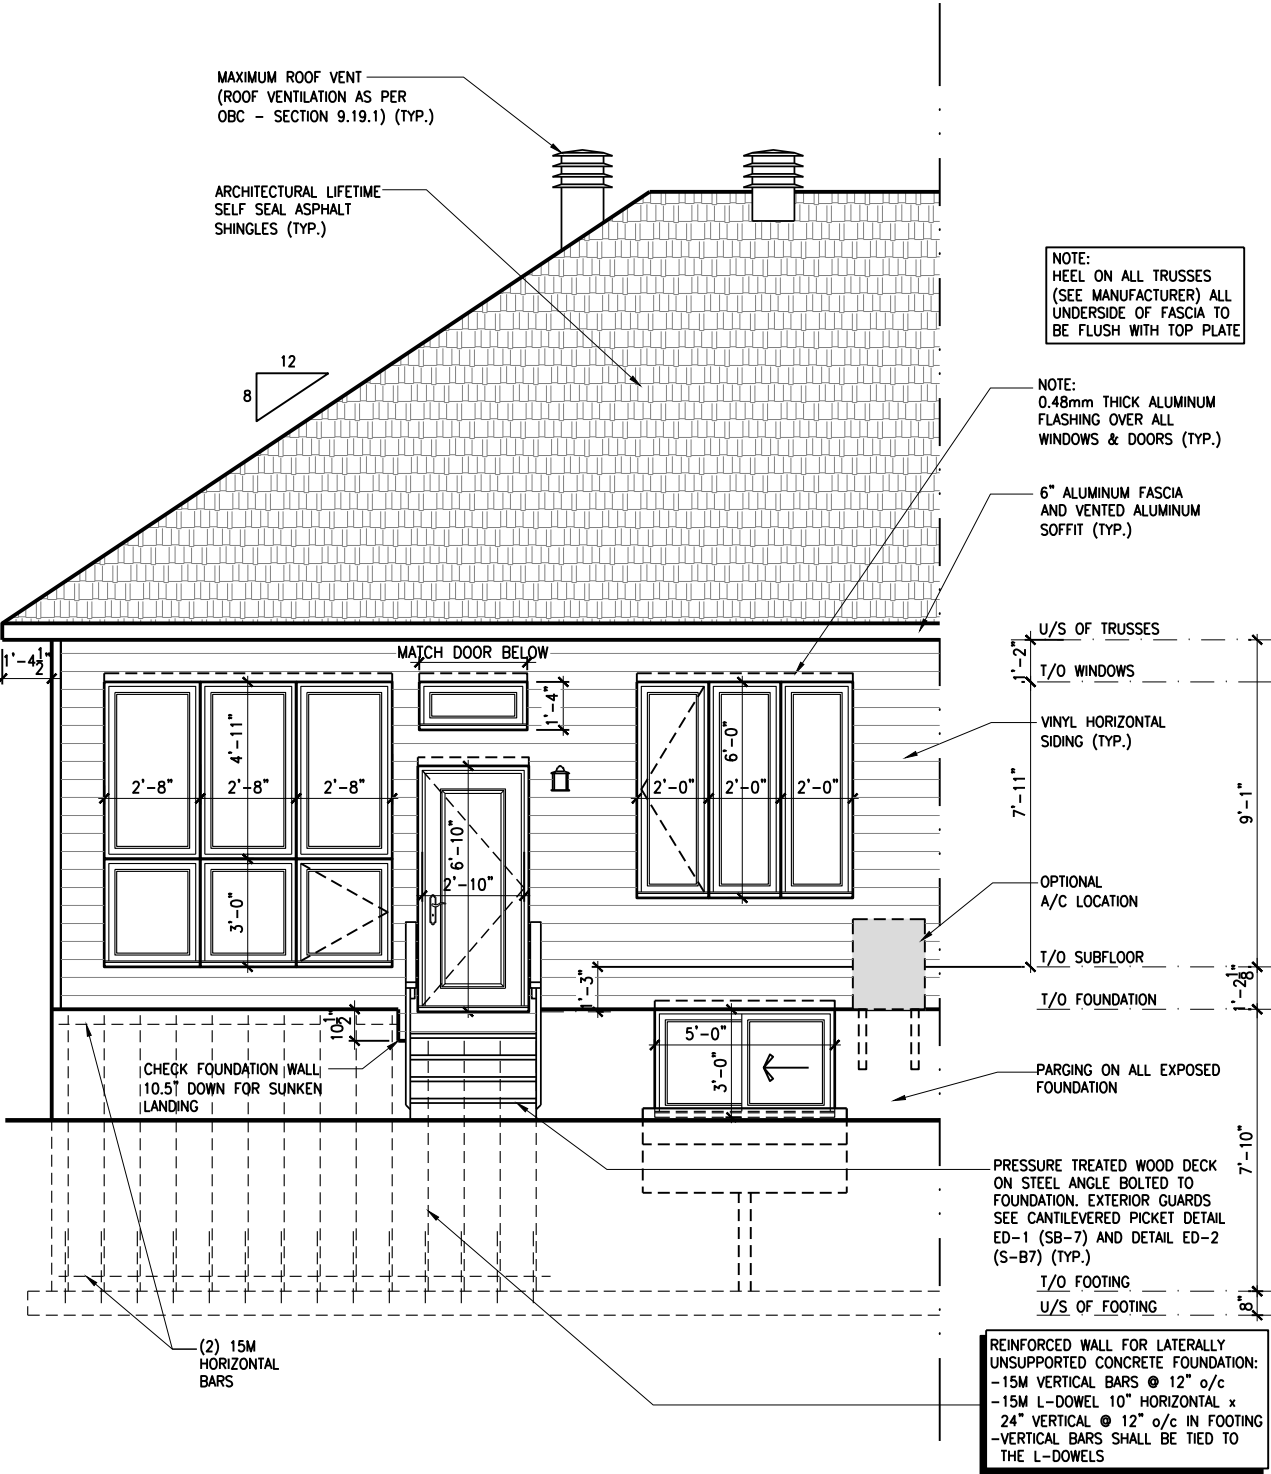 MAXIMUM ROOF VENT
(ROOF VENTILATION AS PER
OBC - SECTION 9.19.1) (TYP.)
ARCHITECTURAL LIFETIME
SELF SEAL ASPHALT
SHINGLES (TYP.)
NOTE:
HEEL ON ALL TRUSSES
(SEE MANUFACTURER) ALL
UNDERSIDE OF FASCIA TO
BE FLUSH WITH TOP PLATE
12
8
NOTE:
0.48mm THICK ALUMINUM
FLASHING OVER ALL
WINDOWS & DOORS (TYP.)
6" ALUMINUM FASCIA
AND VENTED ALUMINUM
SOFFIT (TYP.)
U/S OF TRUSSES
1'-2"
T/O WINDOWS
1'-4 1/2"
MATCH DOOR BELOW
1'-4"
4'-11"
2'-8"
2'-8"
2'-8"
3'-0"
6'-10"
2'-10"
6'-0"
2'-0"
2'-0"
2'-0"
VINYL HORIZONTAL
SIDING (TYP.)
7'-11"
9'-1"
OPTIONAL
A/C LOCATION
T/O SUBFLOOR
1'-3"
1'-2 1/8"
T/O FOUNDATION
10 1/2"
5'-0"
3'-0"
CHECK FOUNDATION WALL
10.5" DOWN FOR SUNKEN
LANDING
PARGING ON ALL EXPOSED
FOUNDATION
7'-10"
PRESSURE TREATED WOOD DECK
ON STEEL ANGLE BOLTED TO
FOUNDATION. EXTERIOR GUARDS
SEE CANTILEVERED PICKET DETAIL
ED-1 (SB-7) AND DETAIL ED-2
(S-B7) (TYP.)
T/O FOOTING
U/S OF FOOTING
8"
(2) 15M
HORIZONTAL
BARS
REINFORCED WALL FOR LATERALLY
UNSUPPORTED CONCRETE FOUNDATION:
-15M VERTICAL BARS @ 12" o/c
-15M L-DOWEL 10" HORIZONTAL x
24" VERTICAL @ 12" o/c IN FOOTING
-VERTICAL BARS SHALL BE TIED TO
THE L-DOWELS